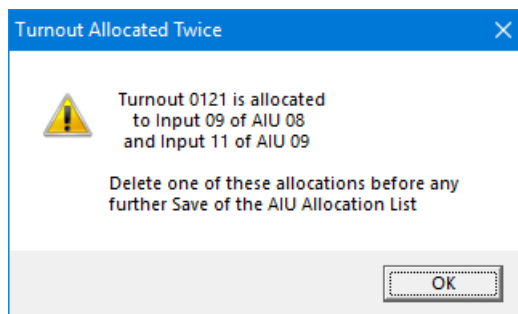 Turnout Allocated Twice
Turnout 0121 is allocated
to Input 09 of AIU 08
and Input 11 of AIU 09
Delete one of these allocations before any
further Save of the AIU Allocation List
OK